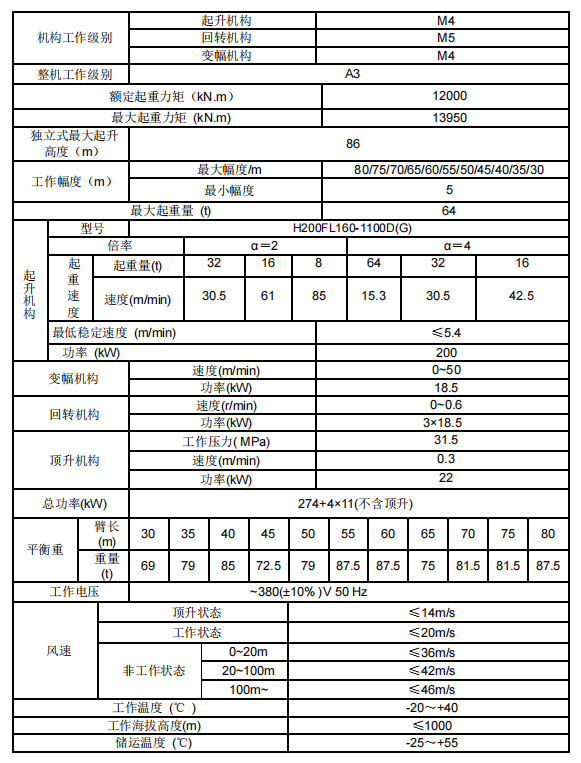 机构工作级别 起升机构 M4
回转机构 M5
变幅机构 M4
整机工作级别 A3
额定起重力矩（kN.m） 12000
最大起重力矩 (kN.m) 13950
独立式最大起升
高度（m） 86
工作幅度（m） 最大幅度/m 80/75/70/65/60/55/50/45/40/35/30
最小幅度 5
最大起重量 (t) 64
起升机构 型号 H200FL160-1100D(G)
倍率 α＝2 α＝4
起重速度 起重量(t) 32 16 8 64 32 16
速度(m/min) 30.5 61 85 15.3 30.5 42.5
最低稳定速度 (m/min) ≤5.4
功率 (kW) 200
变幅机构 速度(m/min) 0~50
功率(kW) 18.5
回转机构 速度(r/min) 0~0.6
功率(kW) 3×18.5
顶升机构 工作压力( MPa) 31.5
速度(m/min) 0.3
功率(kW) 22
总功率(kW) 274+4×11(不含顶升)
平衡重 臂长
(m) 30 35 40 45 50 55 60 65 70 75 80
重量
(t) 69 79 85 72.5 79 87.5 87.5 75 81.5 81.5 87.5
工作电压 ~380(±10% )V 50 Hz
风速 顶升状态 ≤14m/s
工作状态 ≤20m/s
非工作状态 0~20m ≤36m/s
20~100m ≤42m/s
100m~ ≤46m/s
工作温度 (℃ ) -20～+40
工作海拔高度(m) ≤1000
储运温度 (℃) -25～+55